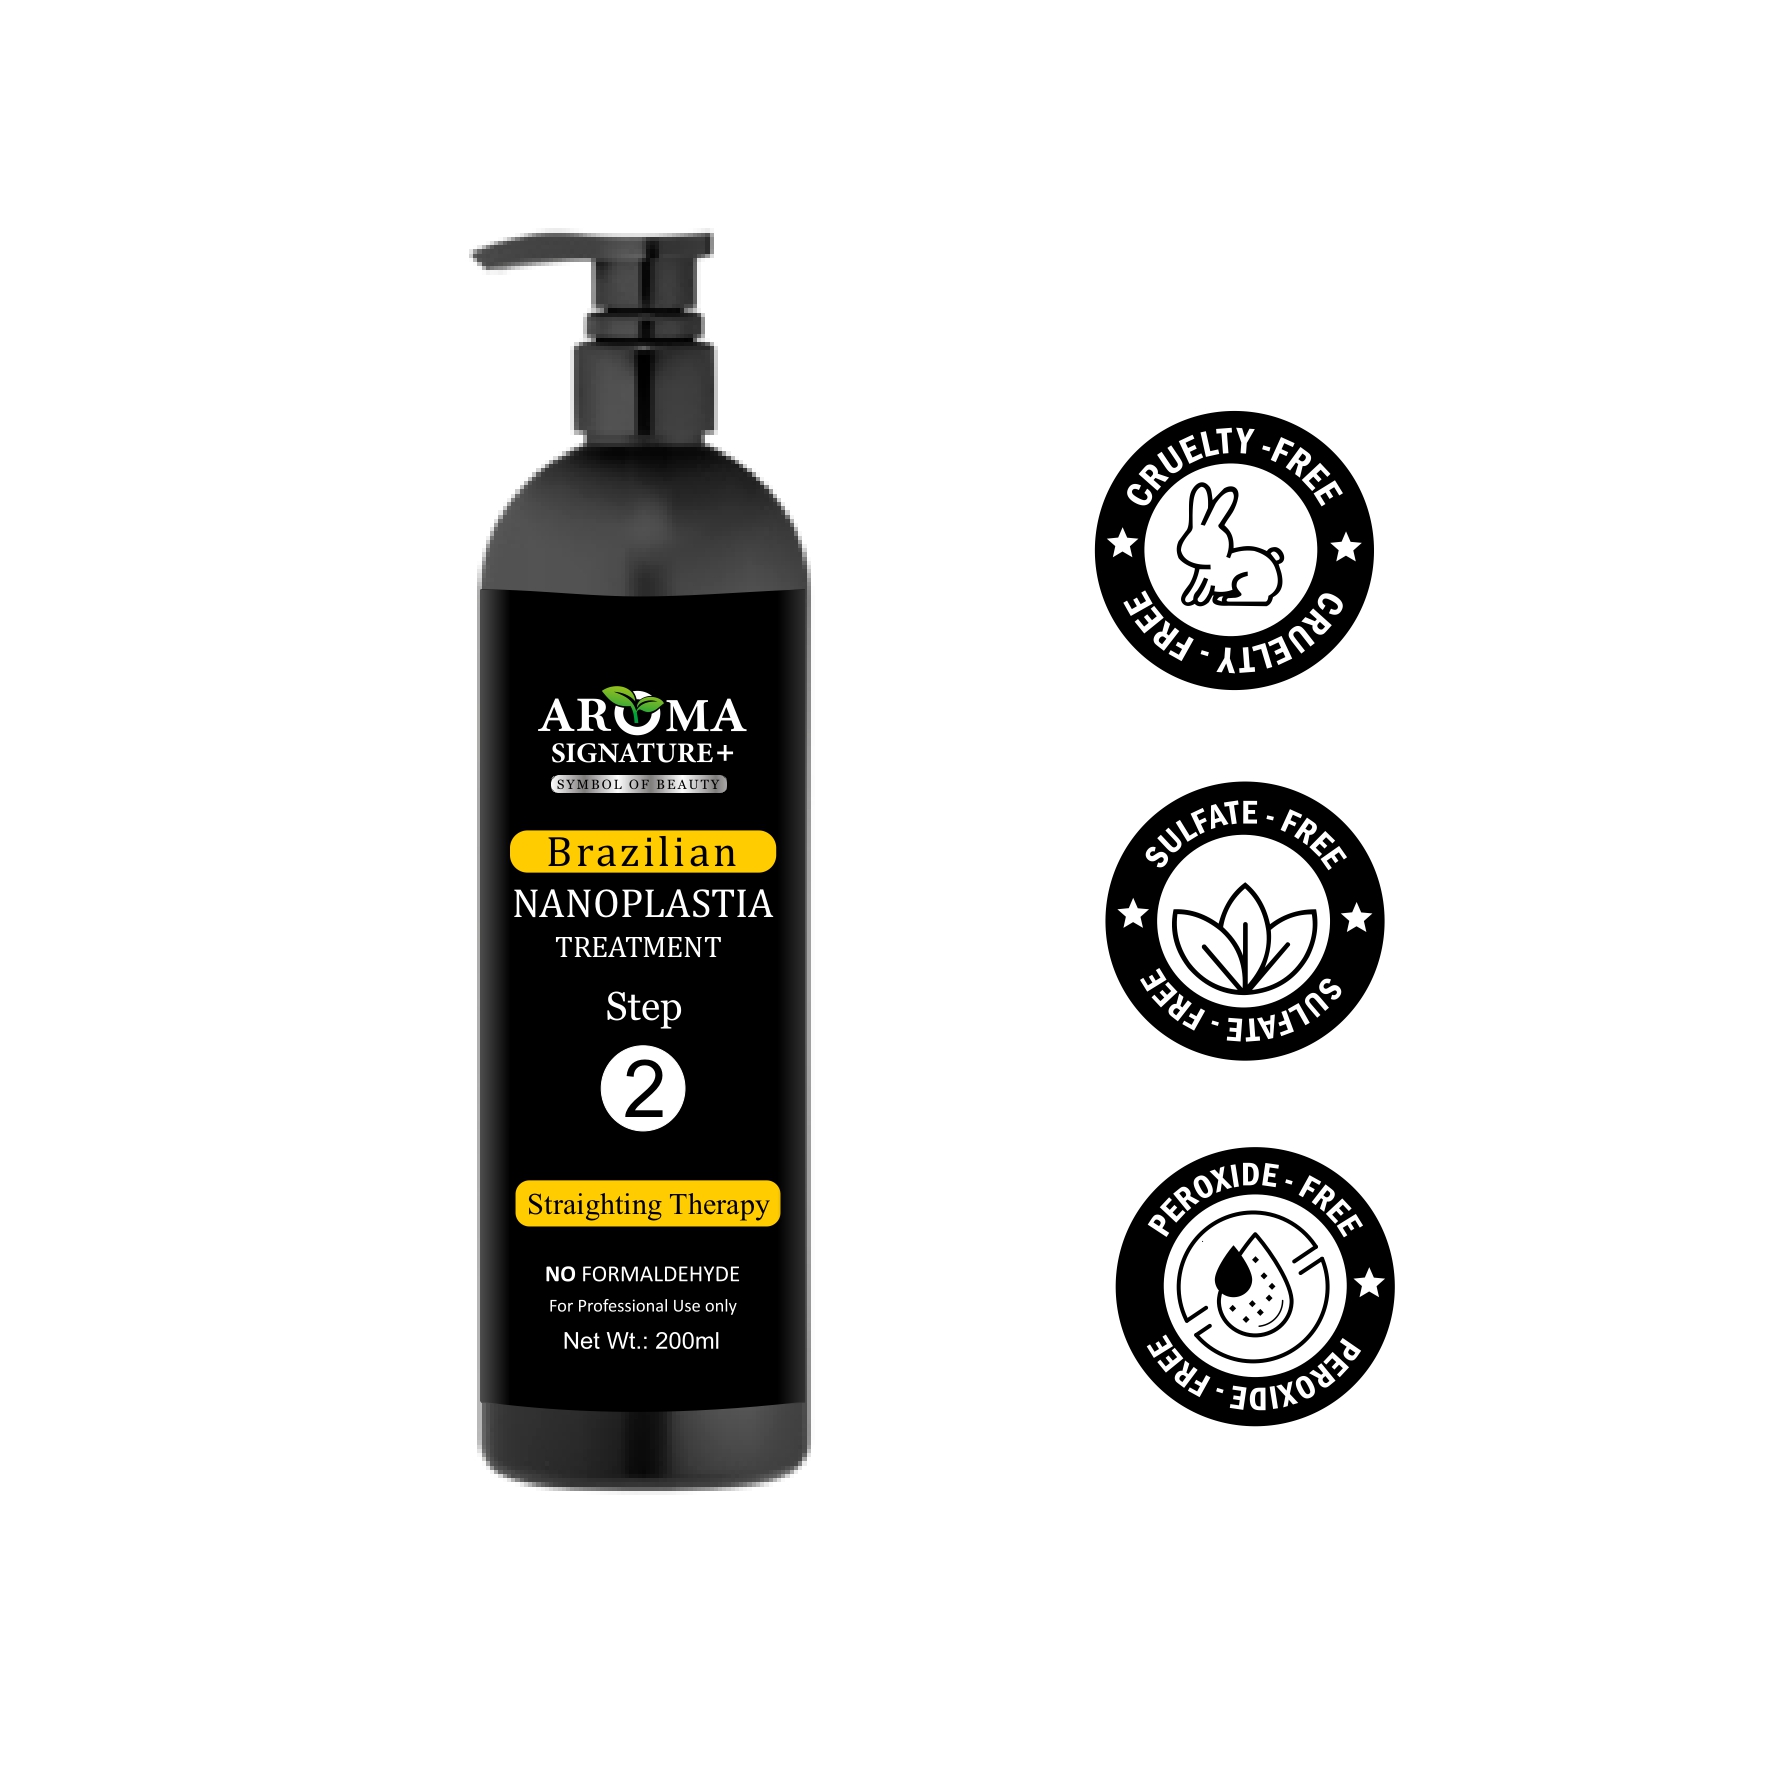 AROMA
SIGNATURE+
SYMBOL OF BEAUTY
Brazilian
NANOPLASTIA
TREATMENT
Step
2
Straighting Therapy
NO FORMALDEHYDE
For Professional Use only
Net Wt.: 200ml
CRUELTY -FREE
CRUELTY - FREE
SULFATE - FREE
SULFATE - FREE
PEROXIDE - FREE
PEROXIDE - FREE